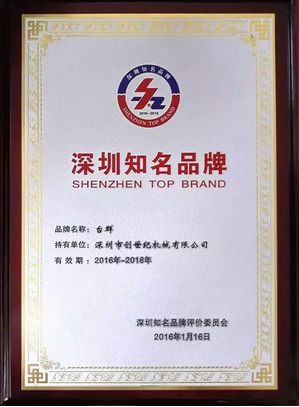 深圳知名品牌
SHENZHEN TOP BRAND
2016-2018
深圳知名品牌
SHENZHEN TOP BRAND
品牌名称：台群
持有单位：深圳市创世纪机械有限公司
有 效 期：2016年-2018年
深圳知名品牌评价委员会
2016年1月16日